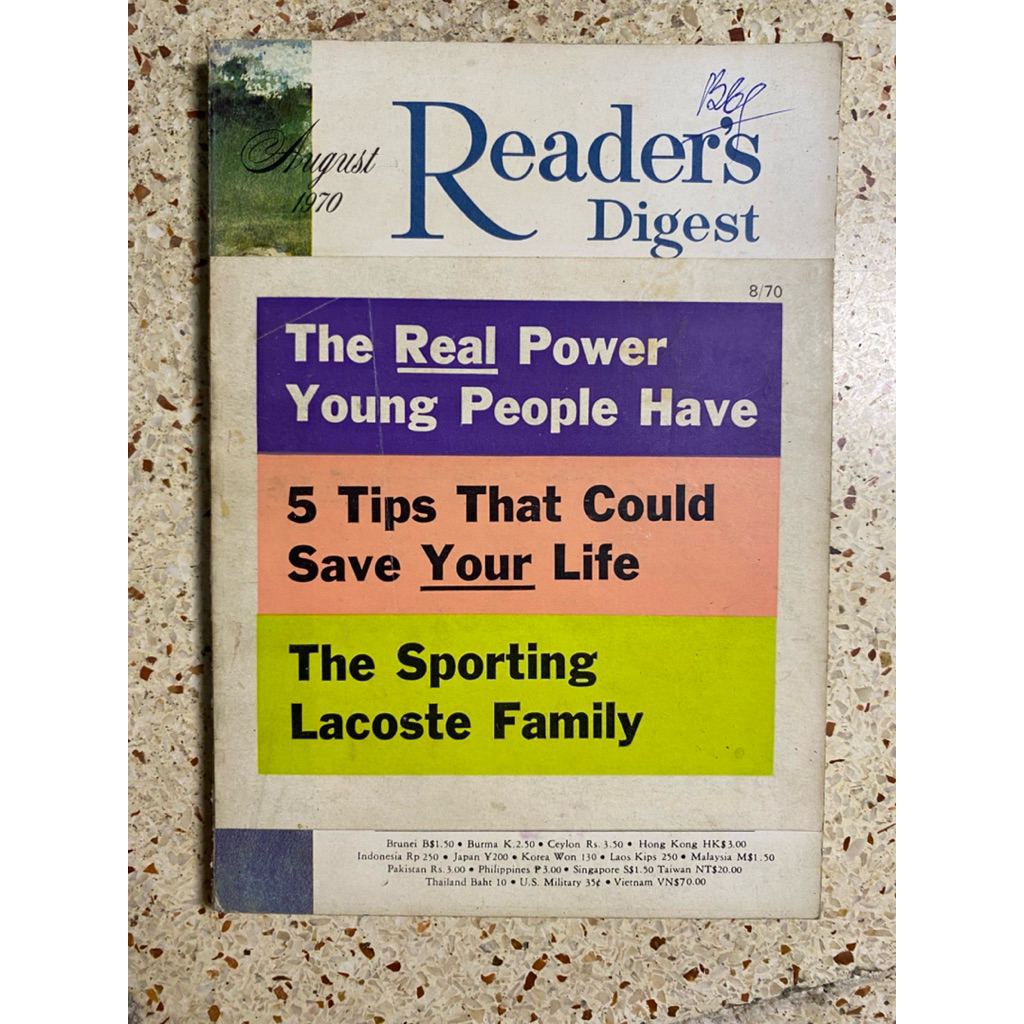 August
1970
Reader's
Digest
8/70
The Real Power
Young People Have
5 Tips That Could
Save Your Life
The Sporting
Lacoste Family
Brunei B$1.50 • Burma K.2.50 • Ceylon Rs. 3.50 • Hong Kong HK$3.00
Indonesia Rp 250 • Japan Y200 • Korea Won 130 • Laos Kips 250 • Malaysia M$1.50
Pakistan Rs. 3.00 • Philippines ₱3.00 • Singapore S$1.50 Taiwan NT$20.00
Thailand Baht 10 • U.S. Military 35¢ • Vietnam VN$70.00